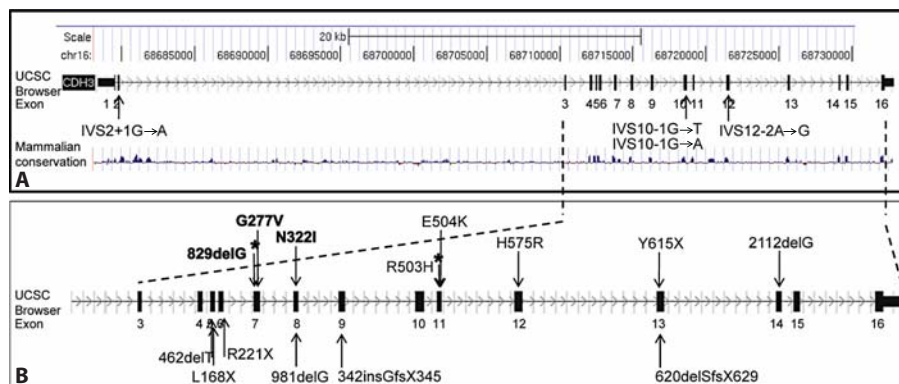 Scale 20 kb
chr16: 68685000 68690000 68695000 68700000 68705000 68710000 68715000 68720000 68725000 68730000
UCSC CDH3
Browser
Exon 1 2 3 456 7 8 9 10 11 12 13 14 15 16
IVS2+1G→A IVS10-1G→T IVS12-2A→G
IVS10-1G→A
Mammalian
conservation
A
G277V E504K
829delG * N322I R503H * H575R Y615X 2112delG
UCSC
Browser
Exon 3 4 5 6 7 8 9 10 11 12 13 14 15 16
462delT R221X
L168X 981delG 342insGfsX345 620delSfsX629
B